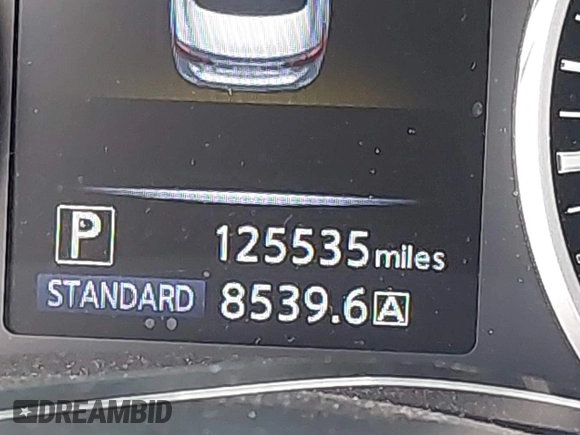 P 125535 miles
STANDARD 8539.6 A
DREAMBID